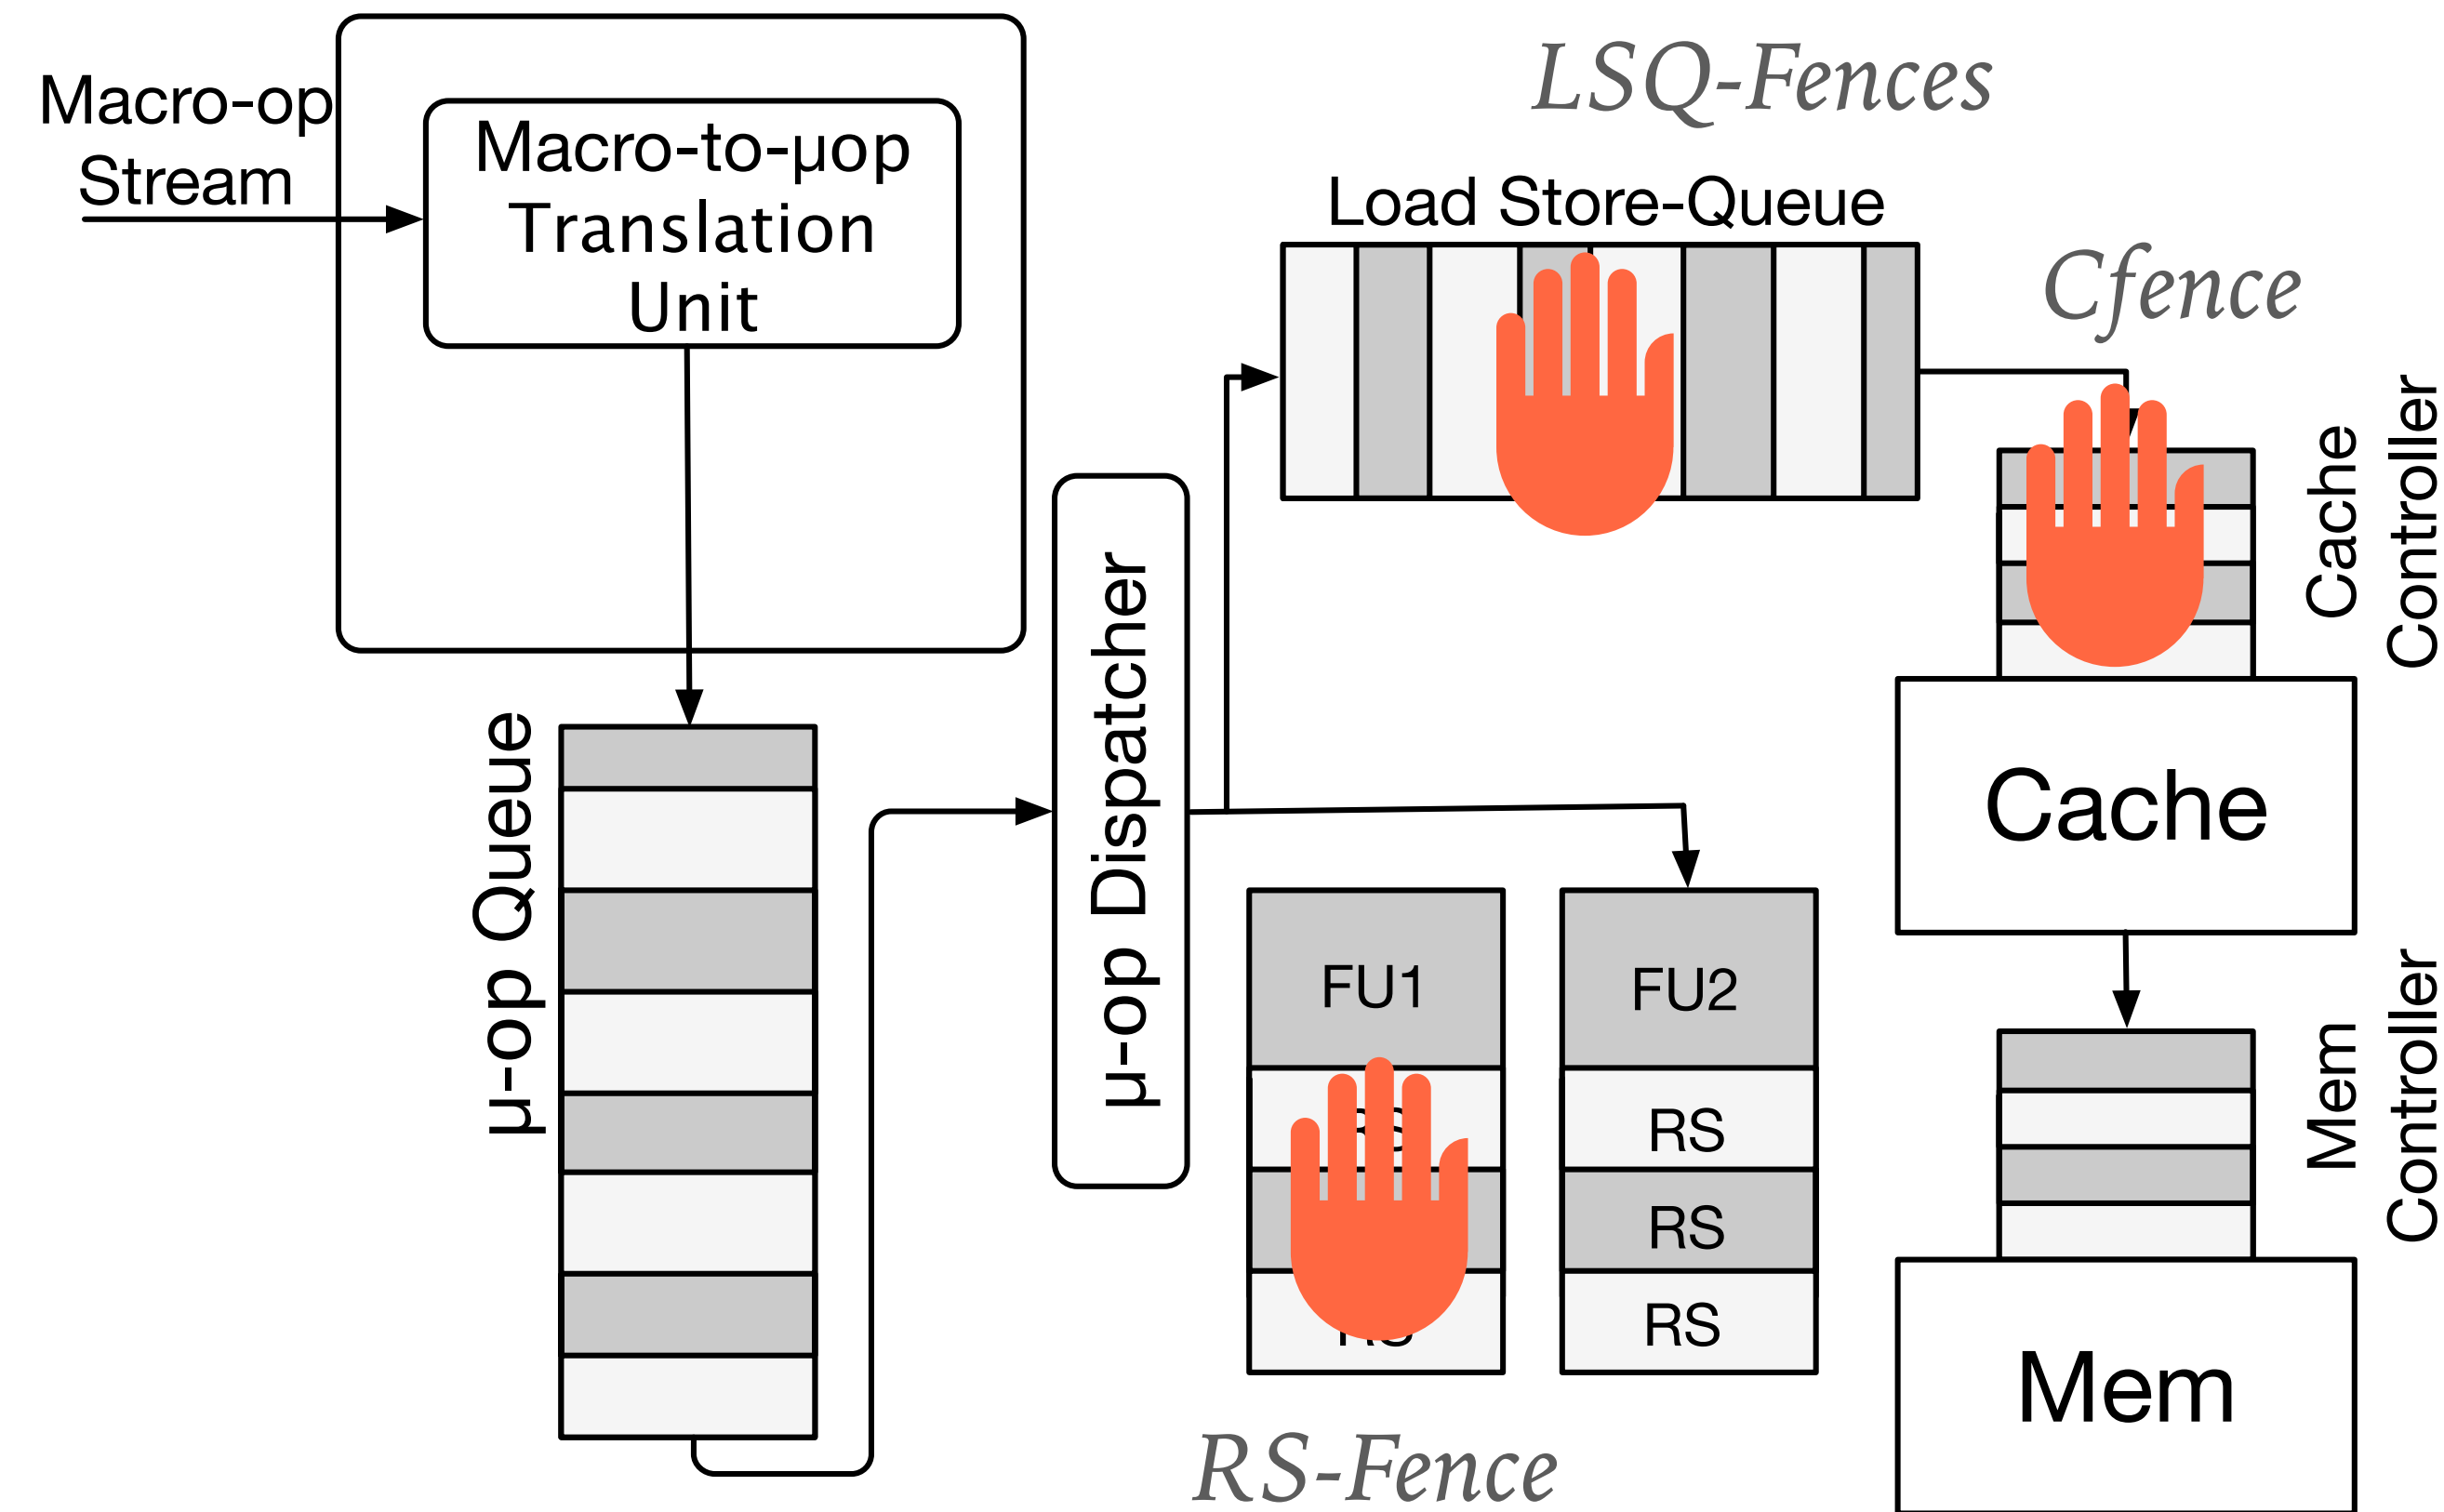 Macro-op
Stream
Macro-to-µop
Translation
Unit
LSQ-Fences
Load Store-Queue
Cfence
Cache
Controller
µ-op Queue
µ-op Dispatcher
Cache
FU1
FU2
RS
RS
RS
Mem
Controller
Mem
RS-Fence